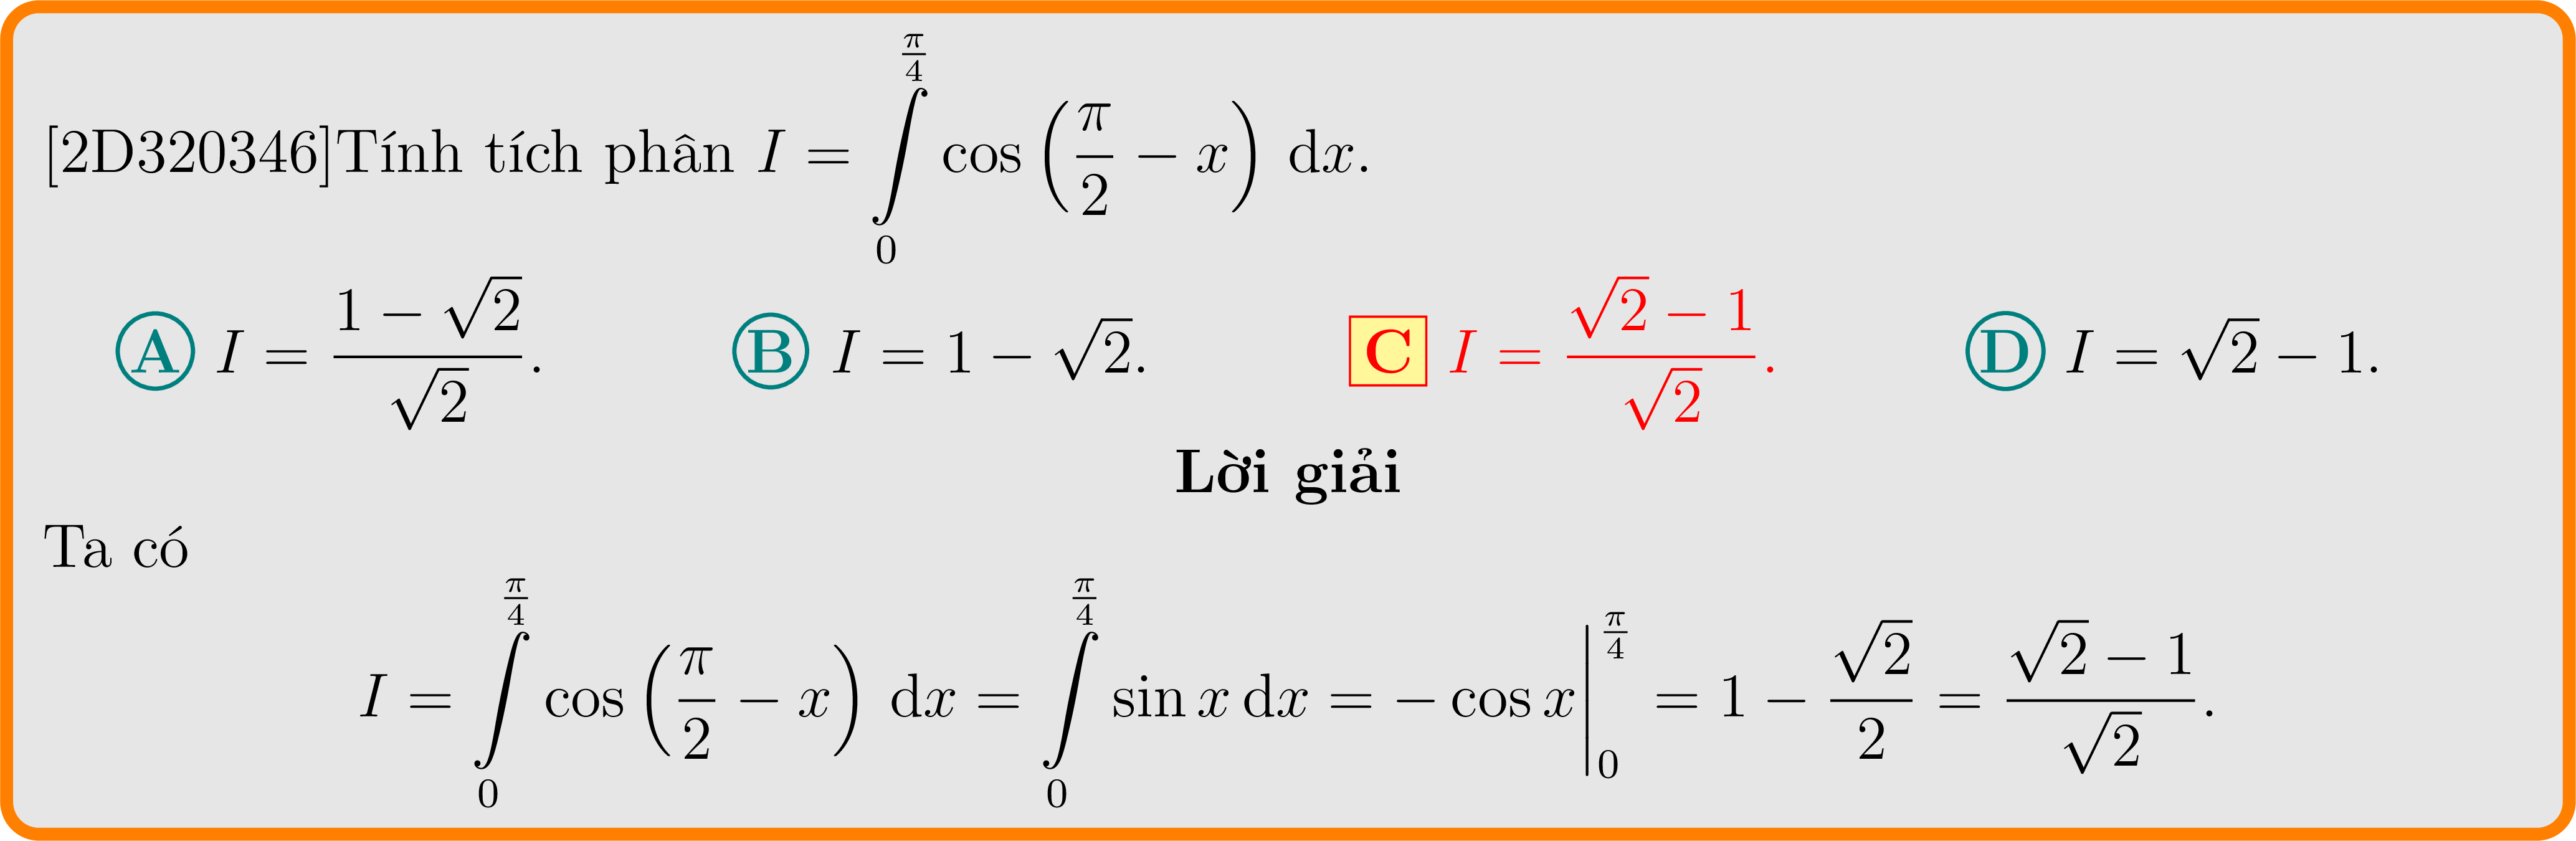 [2D320346]Tính tích phân $I = \int\limits_{0}^{\frac{\pi}{4}} \cos\left(\frac{\pi}{2} - x\right) \mathrm{d}x.$
A $I = \frac{1 - \sqrt{2}}{\sqrt{2}}.$ B $I = 1 - \sqrt{2}.$ C $I = \frac{\sqrt{2} - 1}{\sqrt{2}}.$ D $I = \sqrt{2} - 1.$
Lời giải
Ta có
$I = \int\limits_{0}^{\frac{\pi}{4}} \cos\left(\frac{\pi}{2} - x\right) \mathrm{d}x = \int\limits_{0}^{\frac{\pi}{4}} \sin x \, \mathrm{d}x = -\cos x \Big|_{0}^{\frac{\pi}{4}} = 1 - \frac{\sqrt{2}}{2} = \frac{\sqrt{2} - 1}{\sqrt{2}}.$